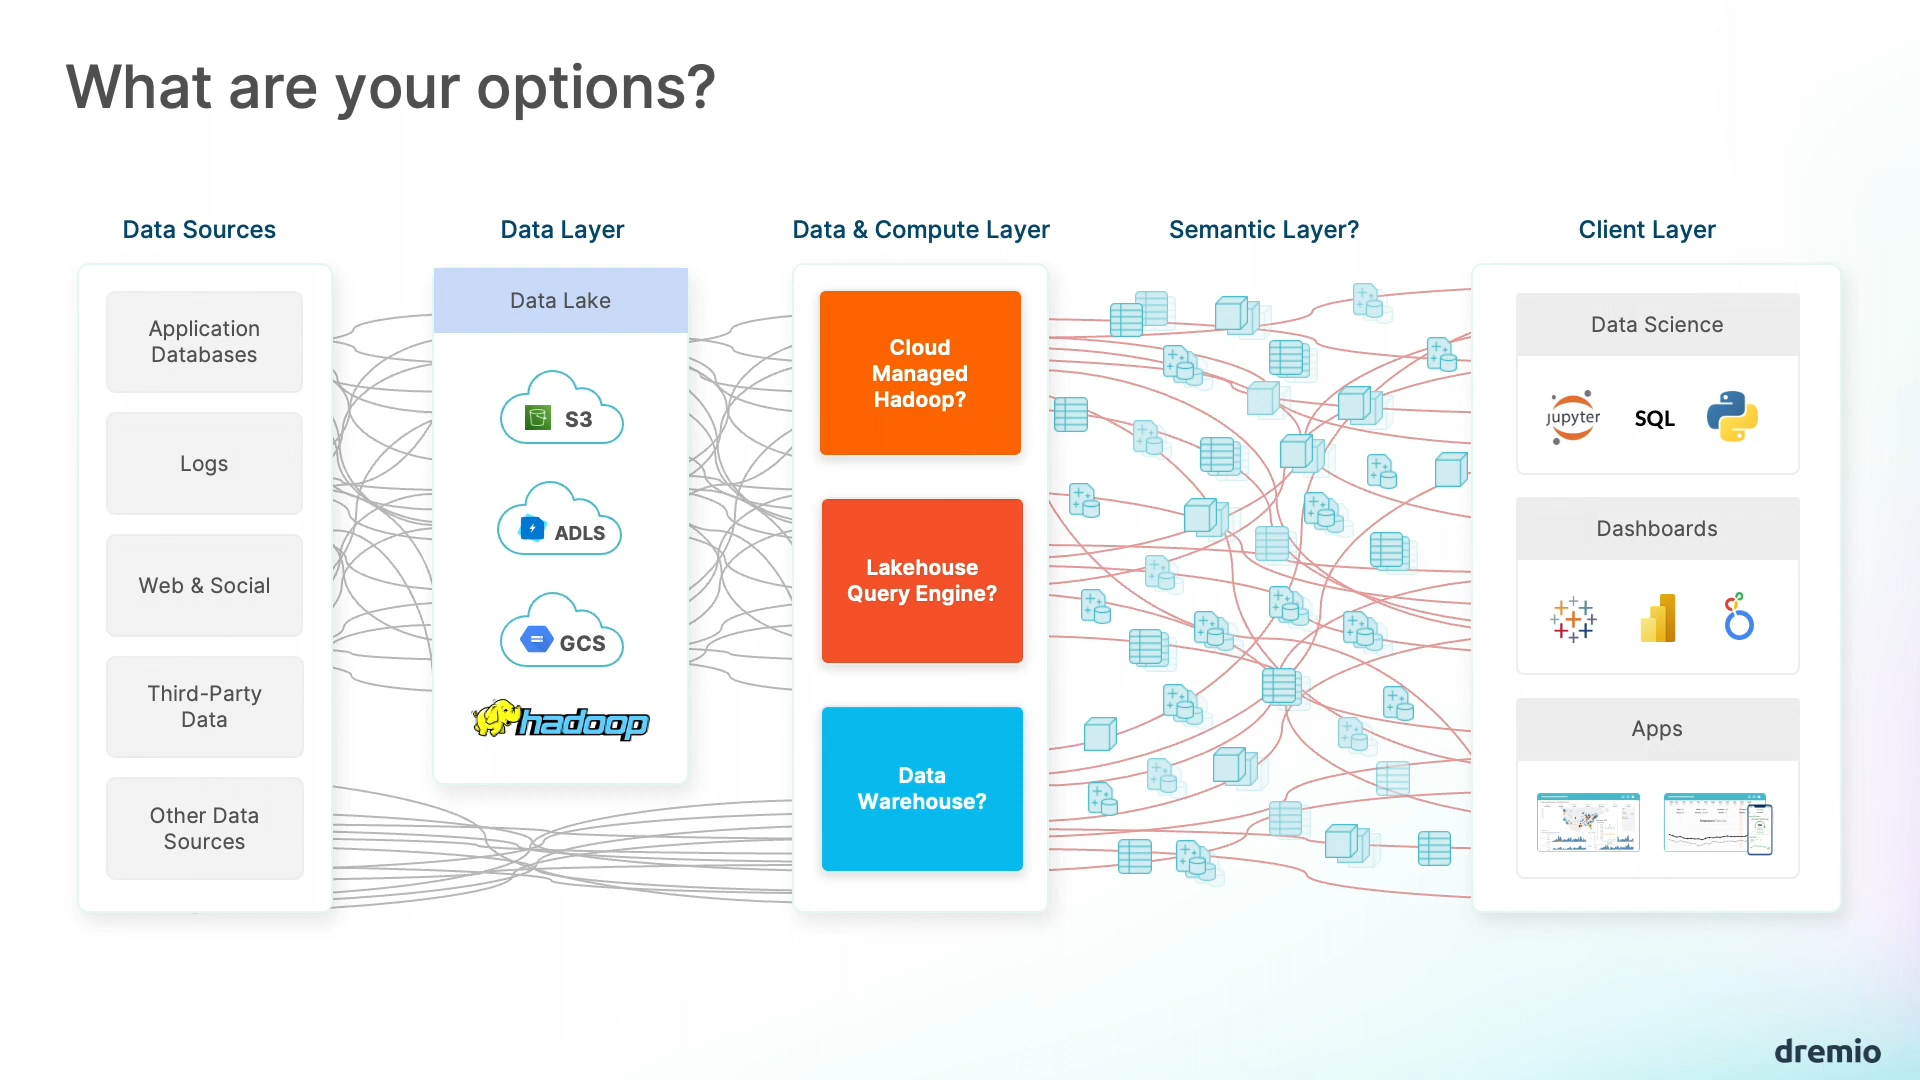 What are your options?
Data Sources
Application
Databases
Logs
Web & Social
Third-Party
Data
Other Data
Sources
Data Layer
Data Lake
S3
ADLS
GCS
hadoop
Data & Compute Layer
Cloud
Managed
Hadoop?
Lakehouse
Query Engine?
Data
Warehouse?
Semantic Layer?
Client Layer
Data Science
jupyter
SQL
Dashboards
Apps
dremio